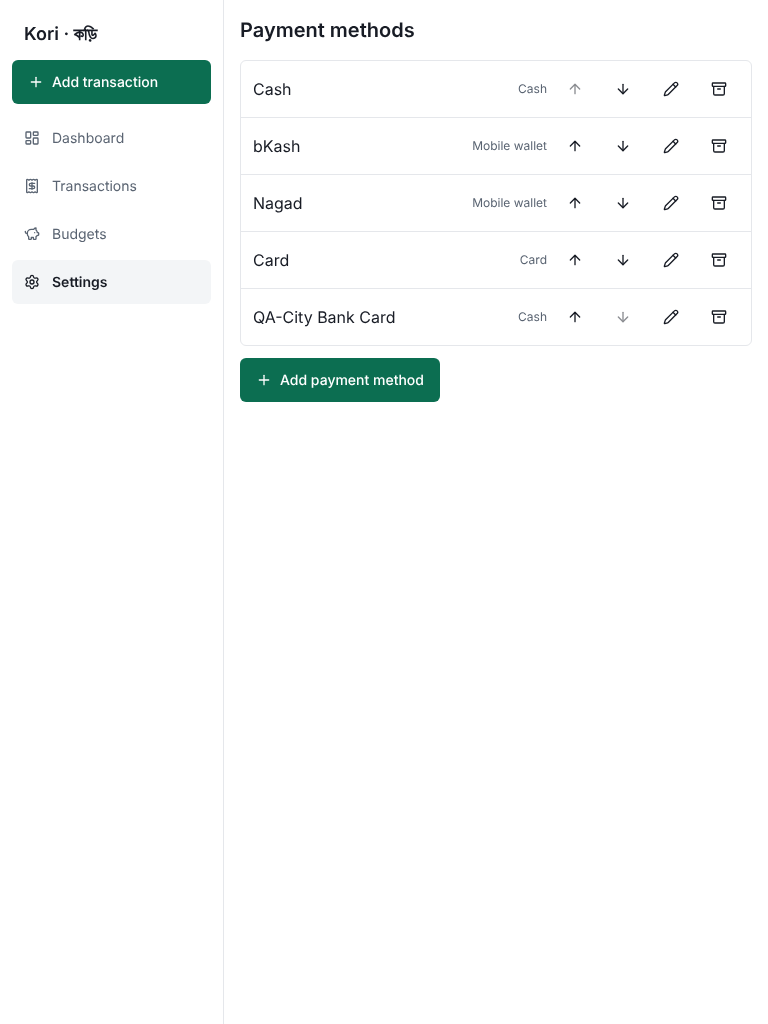 Kori · কড়ি
Add transaction
Dashboard
Transactions
Budgets
Settings
Payment methods
Cash Cash
bKash Mobile wallet
Nagad Mobile wallet
Card Card
QA-City Bank Card Cash
Add payment method